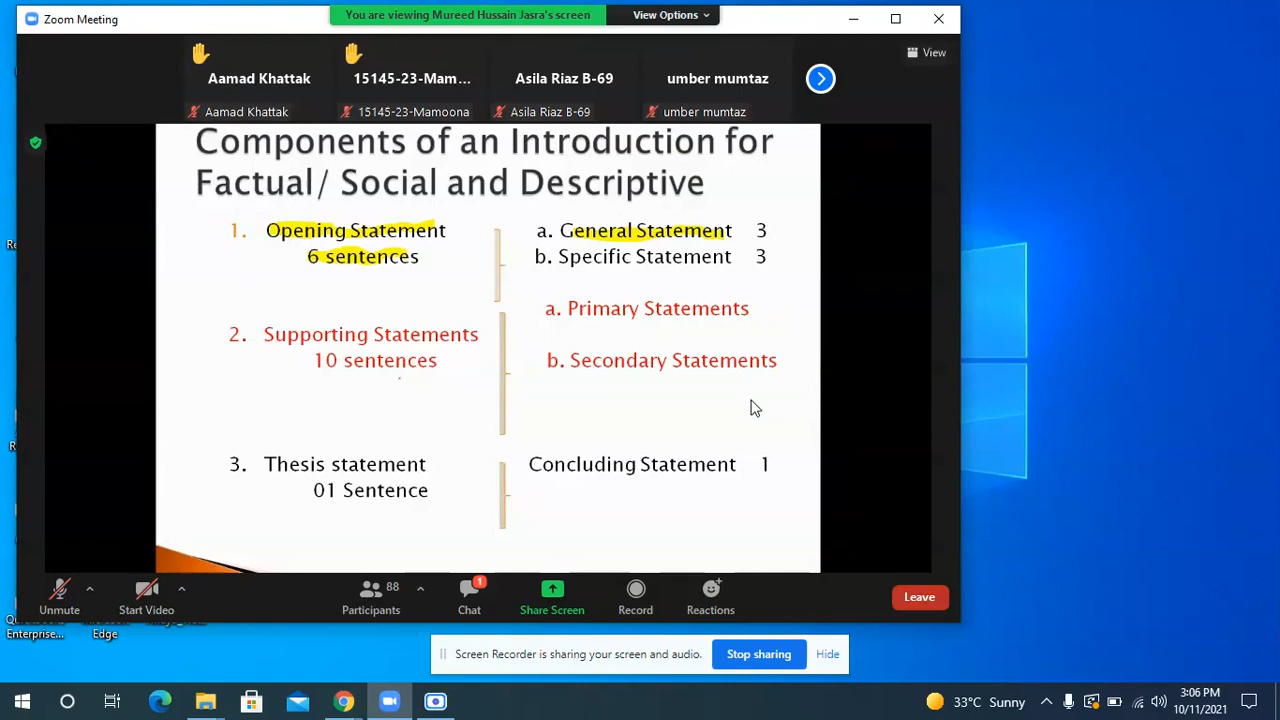 Zoom Meeting
You are viewing Mureed Hussain Jasra's screen
View Options
View
Aamad Khattak
15145-23-Mam...
Asila Riaz B-69
umber mumtaz
Aamad Khattak
15145-23-Mamoona
Asila Riaz B-69
umber mumtaz
Components of an Introduction for
Factual/ Social and Descriptive
1. Opening Statement
6 sentences
a. General Statement 3
b. Specific Statement 3
2. Supporting Statements
10 sentences
a. Primary Statements
b. Secondary Statements
3. Thesis statement
01 Sentence
Concluding Statement 1
Unmute
Start Video
88
Participants
1
Chat
Share Screen
Record
Reactions
Leave
Enterprise...
Edge
Screen Recorder is sharing your screen and audio.
Stop sharing
Hide
33°C Sunny
3:06 PM
10/11/2021